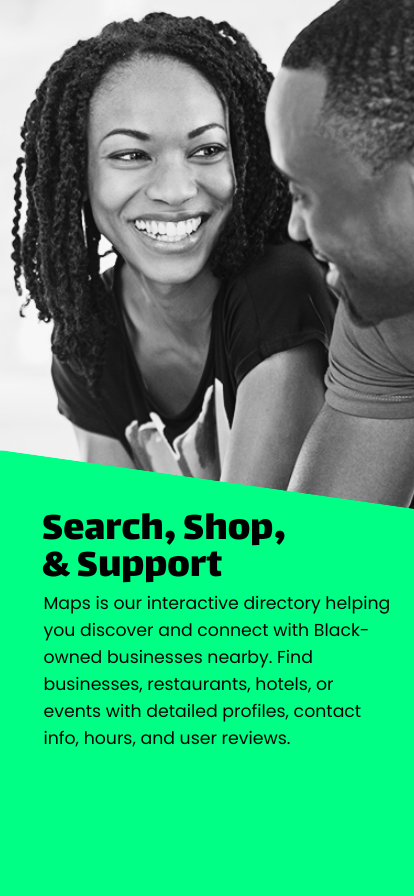 Search, Shop,
& Support
Maps is our interactive directory helping
you discover and connect with Black-
owned businesses nearby. Find
businesses, restaurants, hotels, or
events with detailed profiles, contact
info, hours, and user reviews.